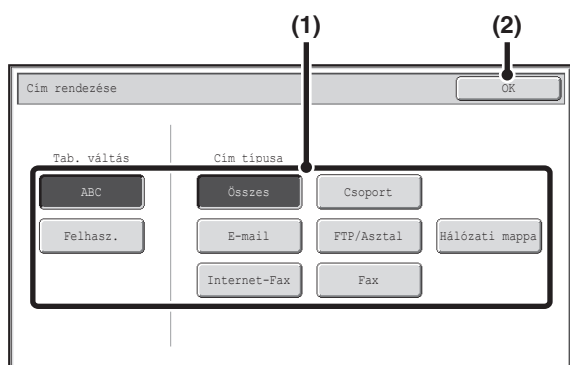 (1) (2)
Cím rendezése OK
Tab. váltás Cím típusa
ABC Összes Csoport
Felhasz. E-mail FTP/Asztal Hálózati mappa
Internet-Fax Fax